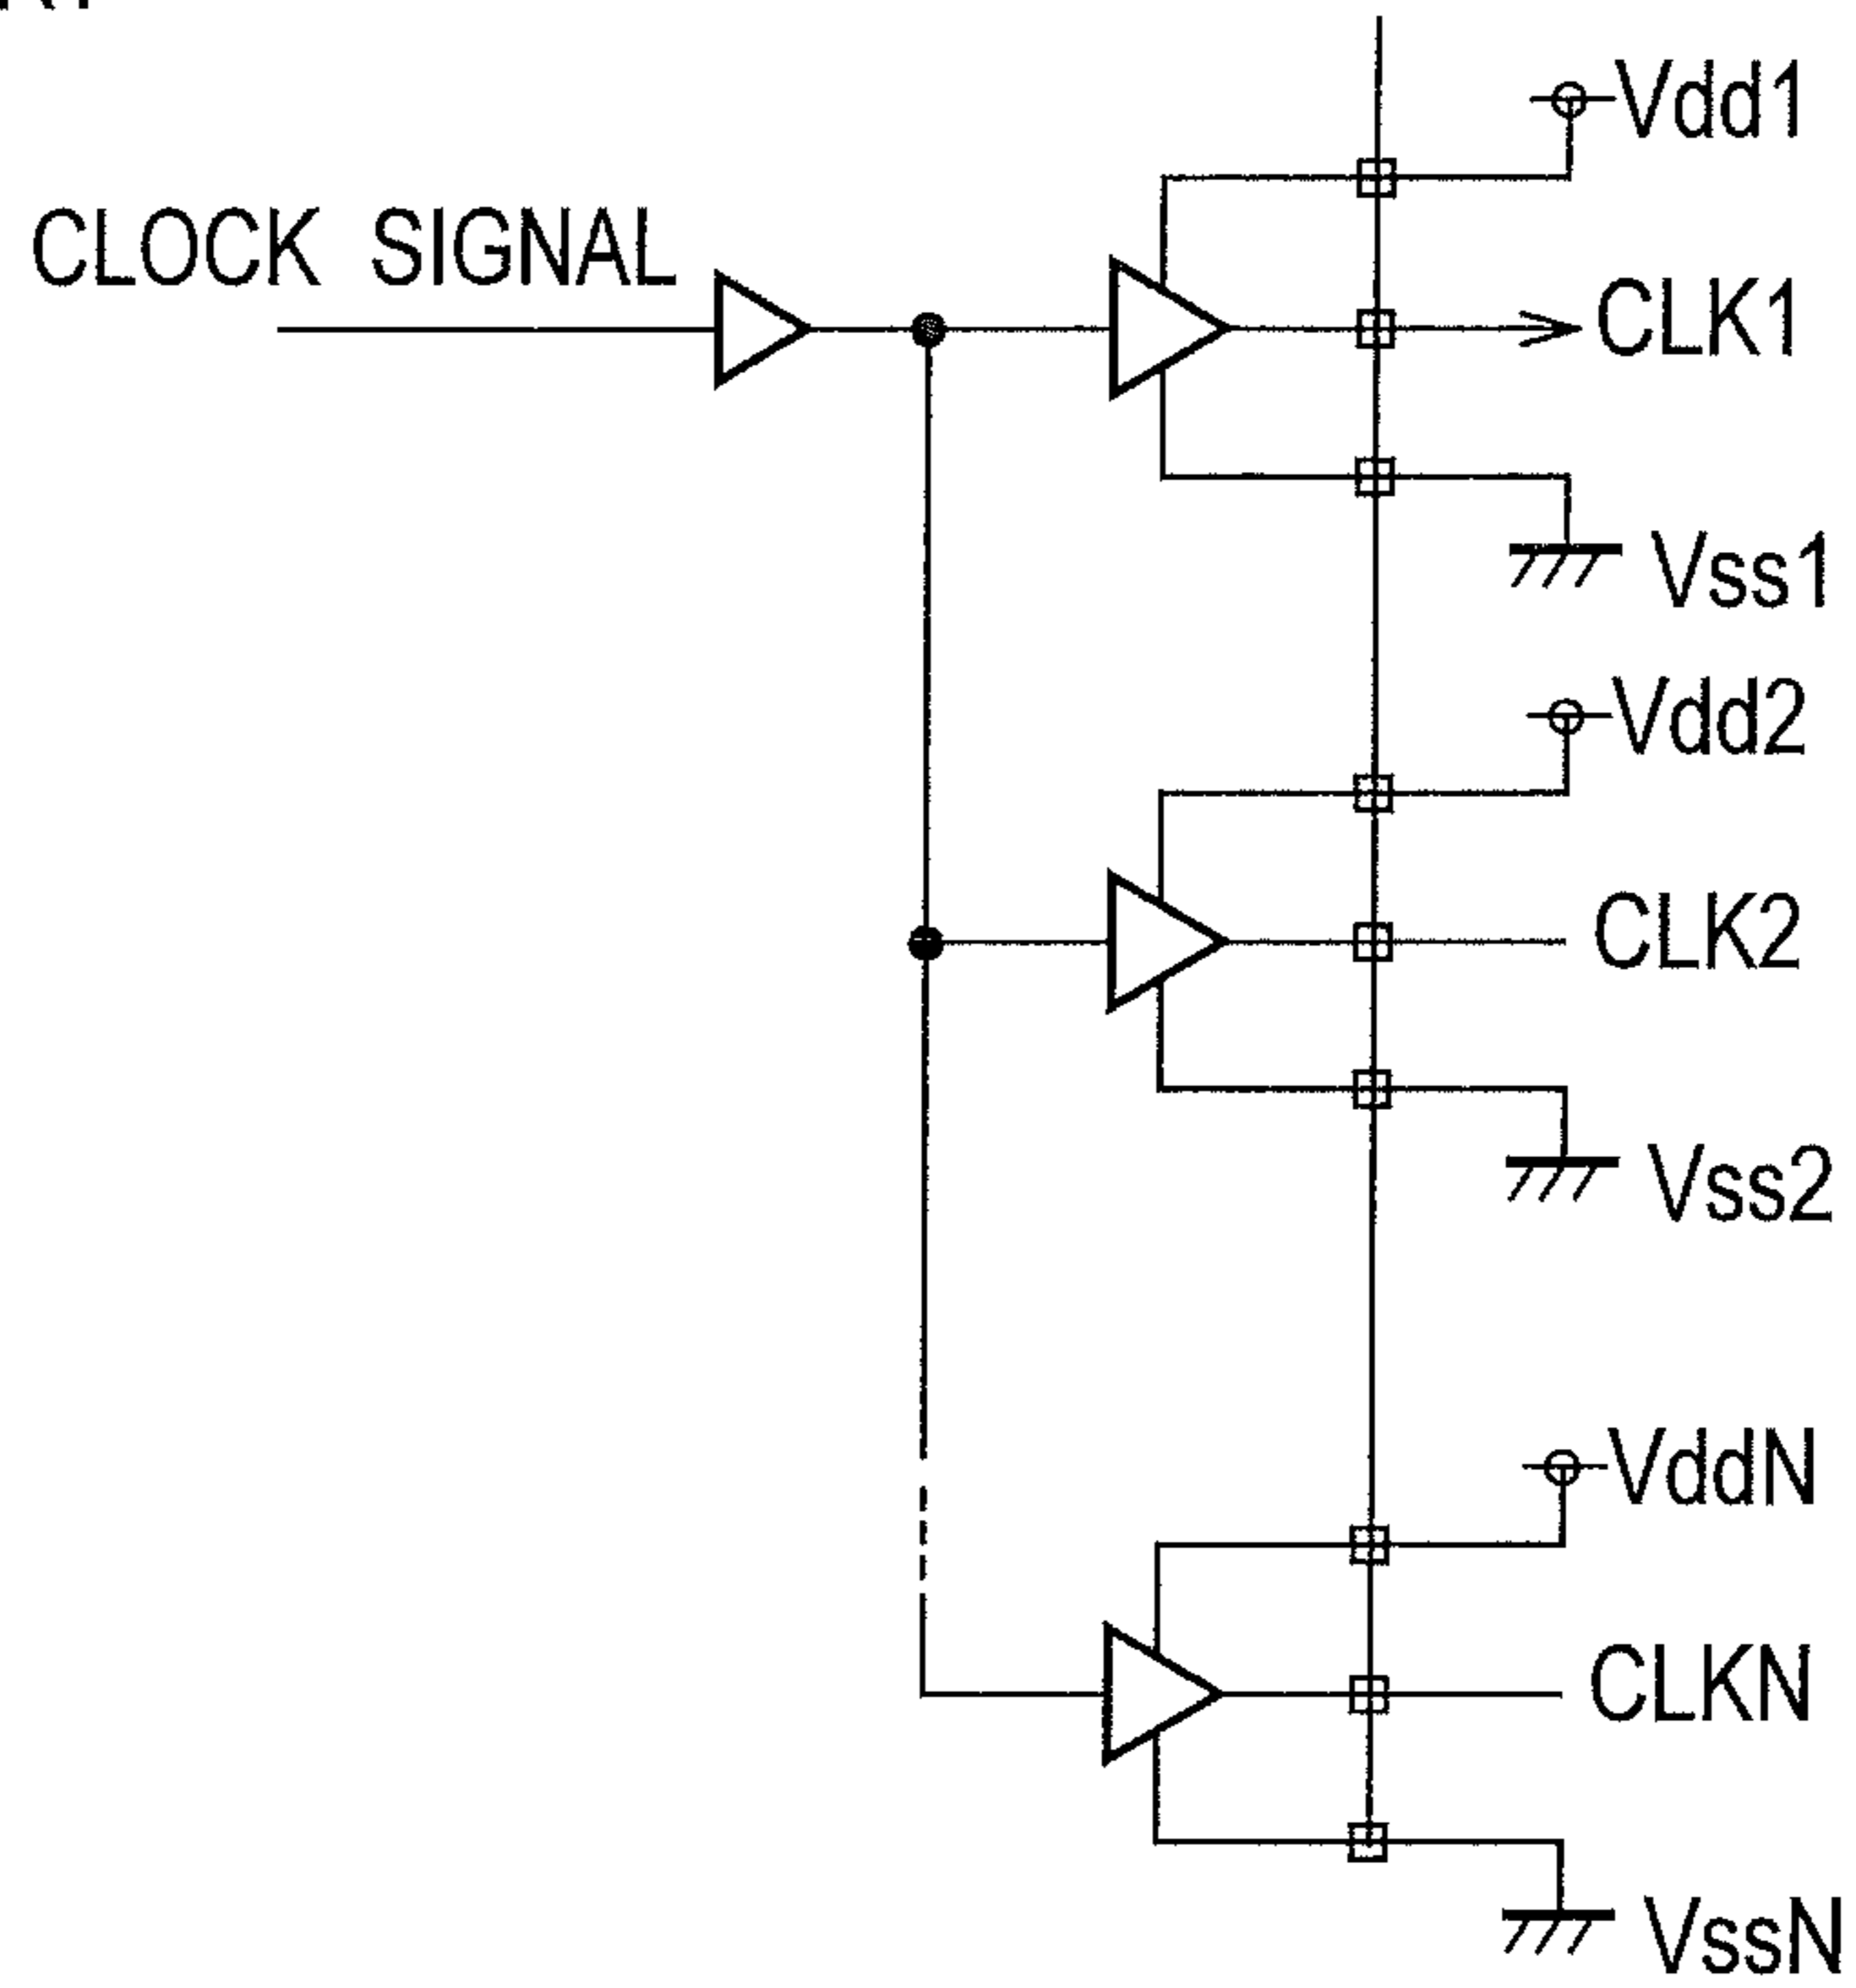 Vdd1
CLOCK SIGNAL
CLK1
Vss1
Vdd2
CLK2
Vss2
VddN
CLKN
VssN